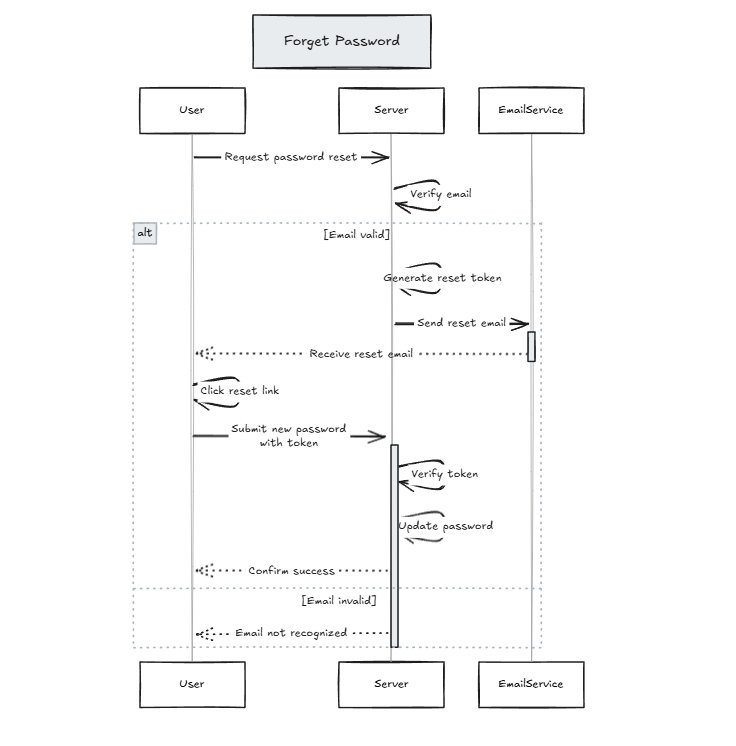 Forget Password
User
Server
EmailService
Request password reset
Verify email
alt
[Email valid]
Generate reset token
Send reset email
Receive reset email
Click reset link
Submit new password
with token
Verify token
Update password
Confirm success
[Email invalid]
Email not recognized
User
Server
EmailService